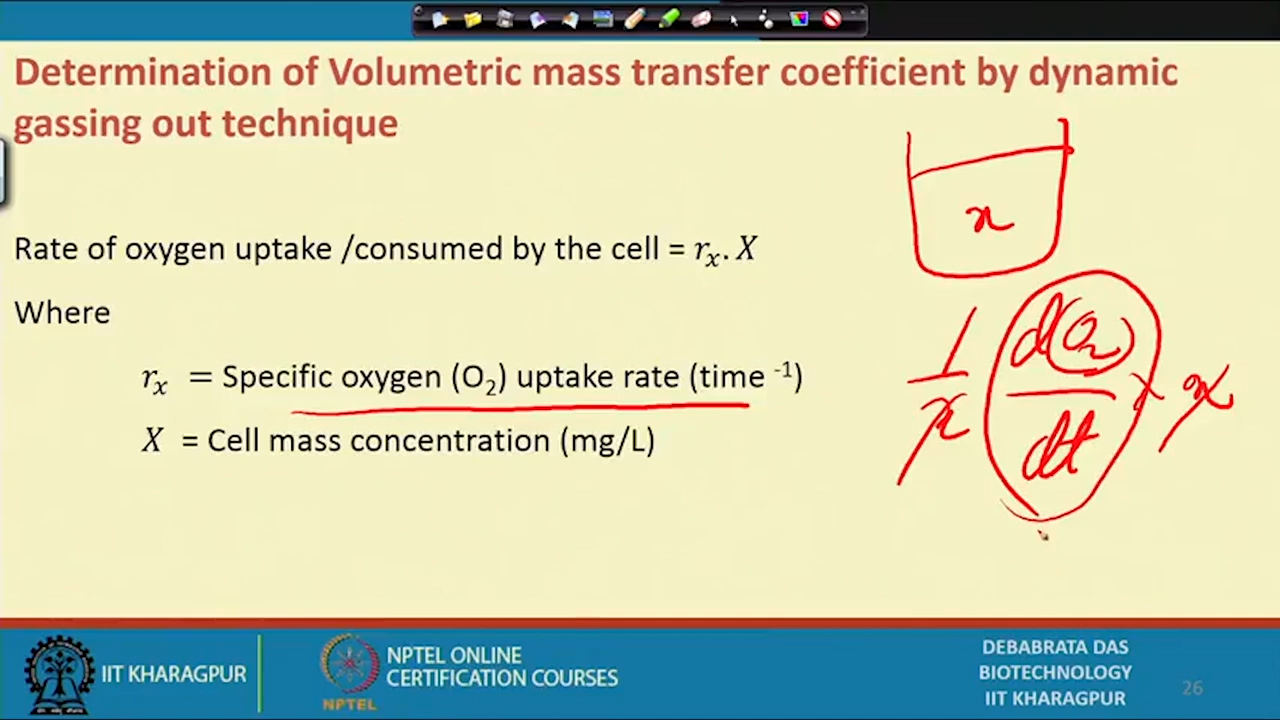 Determination of Volumetric mass transfer coefficient by dynamic
gassing out technique
Rate of oxygen uptake /consumed by the cell = rₓ. X
Where
rₓ = Specific oxygen (O₂) uptake rate (time ⁻¹)
X = Cell mass concentration (mg/L)
x
1/x d(O₂)/dt × x
IIT KHARAGPUR
NPTEL
NPTEL ONLINE
CERTIFICATION COURSES
DEBABRATA DAS
BIOTECHNOLOGY
IIT KHARAGPUR
26